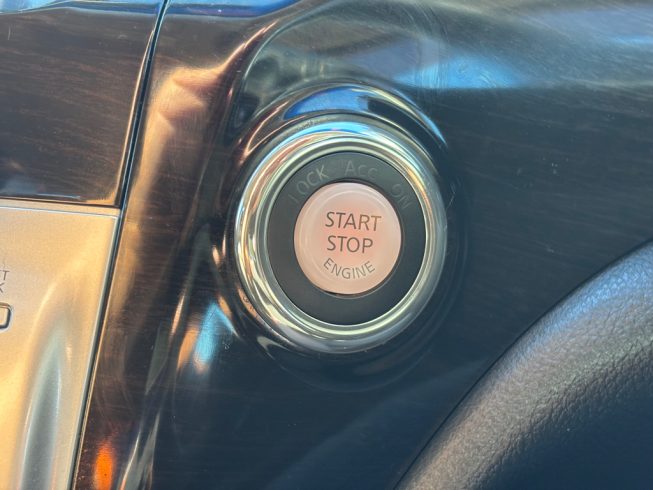 LOCK ACC ON
START
STOP
ENGINE